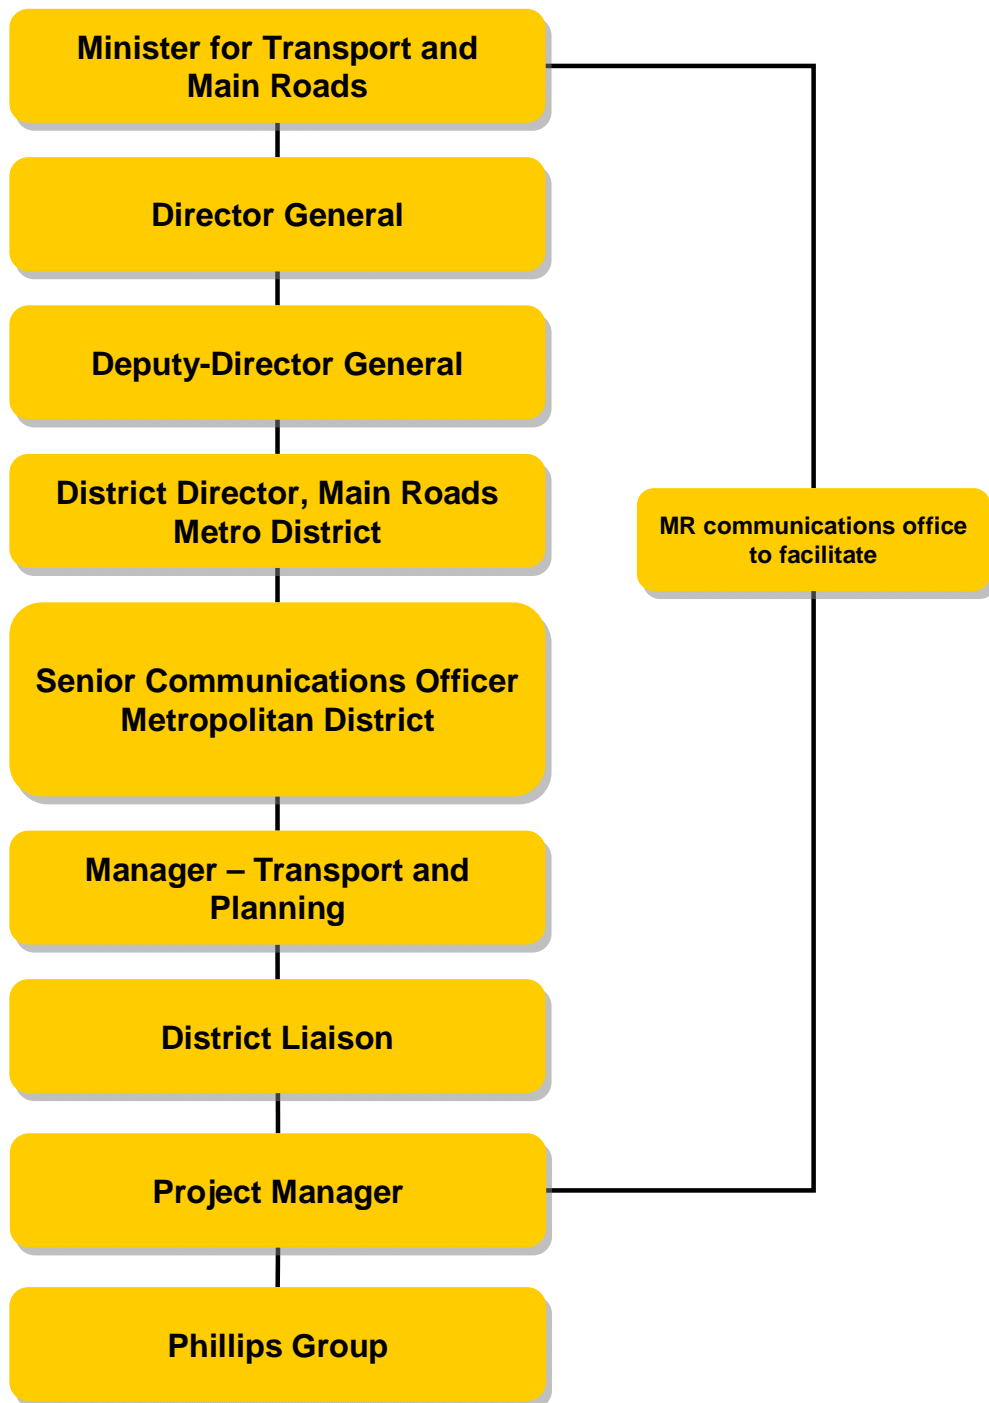 Minister for Transport and
Main Roads
Director General
Deputy-Director General
District Director, Main Roads
Metro District
MR communications office
to facilitate
Senior Communications Officer
Metropolitan District
Manager – Transport and
Planning
District Liaison
Project Manager
Phillips Group